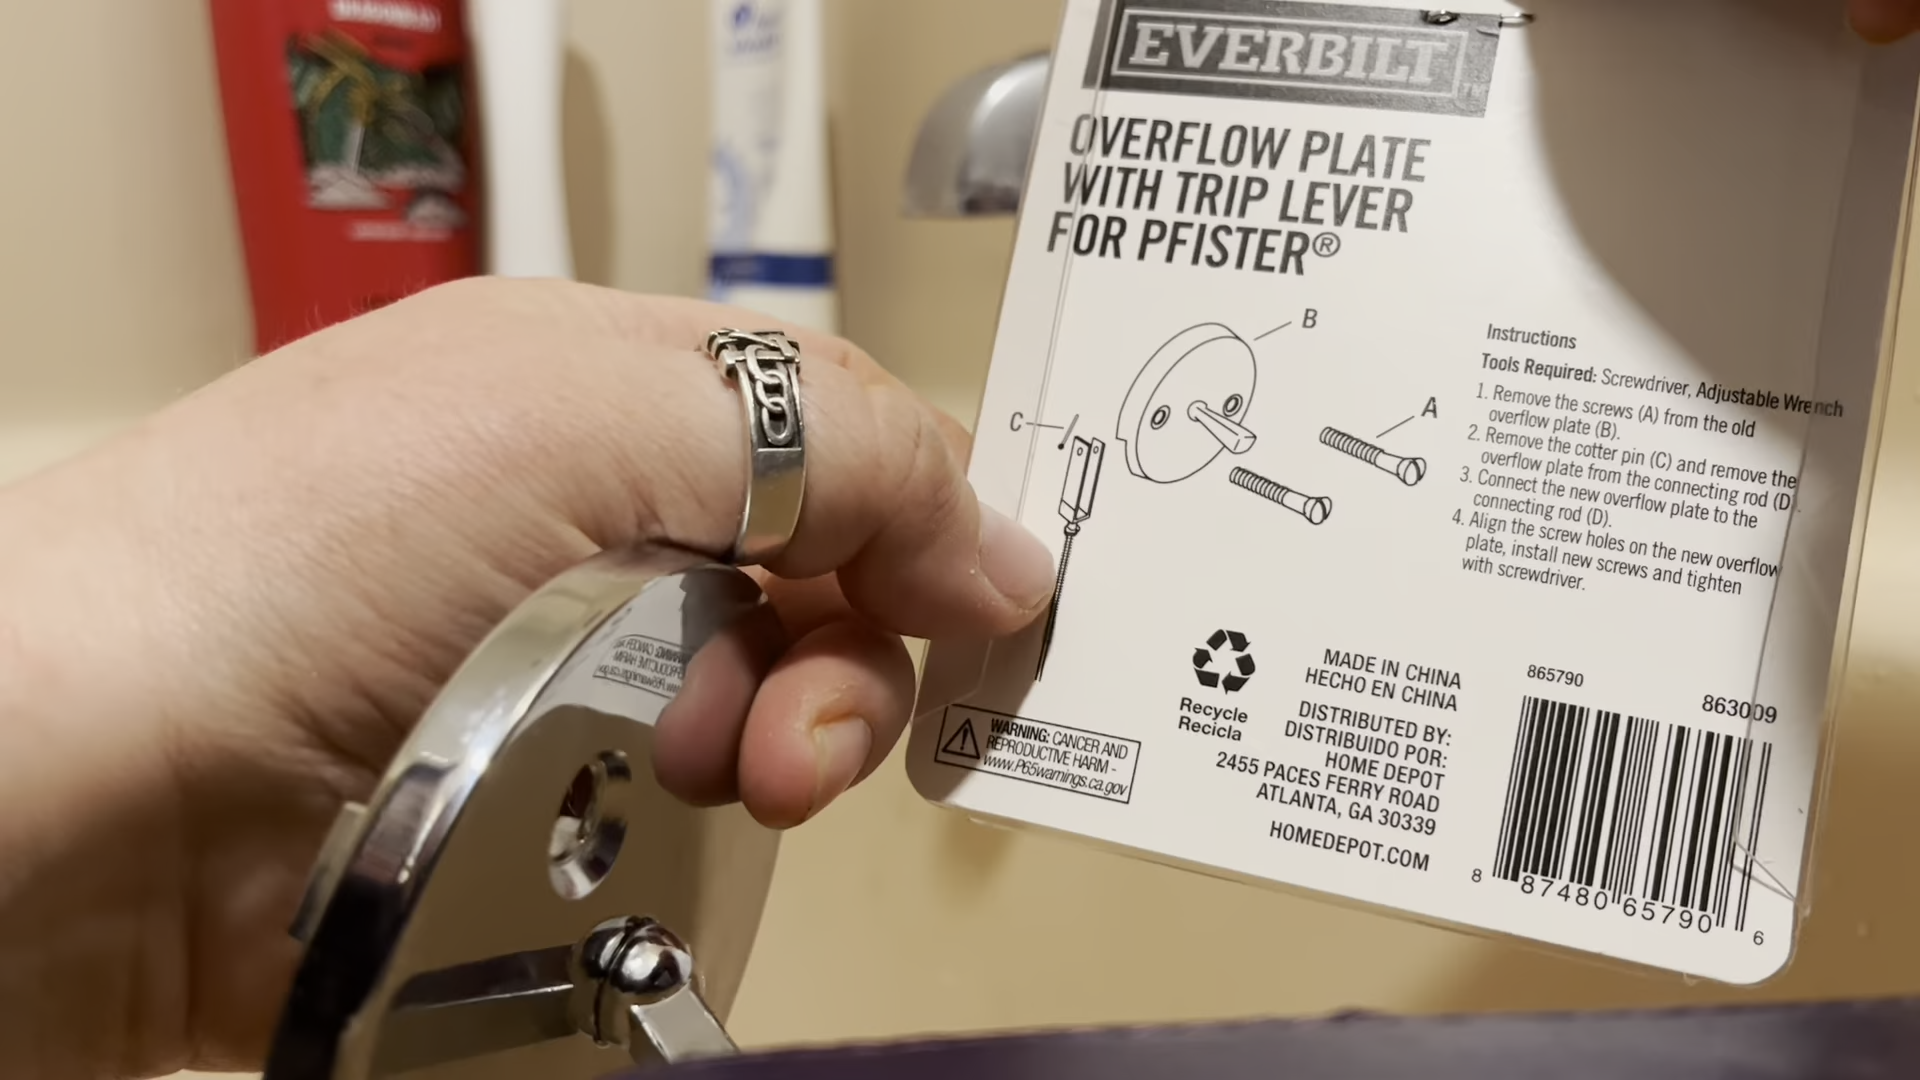 EVERBILT™
OVERFLOW PLATE
WITH TRIP LEVER
FOR PFISTER®
B
A
C
Instructions
Tools Required: Screwdriver, Adjustable Wrench
1. Remove the screws (A) from the old
overflow plate (B).
2. Remove the cotter pin (C) and remove the
overflow plate from the connecting rod (D).
3. Connect the new overflow plate to the
connecting rod (D).
4. Align the screw holes on the new overflow
plate, install new screws and tighten
with screwdriver.
WARNING: CANCER AND
REPRODUCTIVE HARM -
www.P65warnings.ca.gov
Recycle
Recicla
MADE IN CHINA
HECHO EN CHINA
DISTRIBUTED BY:
DISTRIBUIDO POR:
HOME DEPOT
2455 PACES FERRY ROAD
ATLANTA, GA 30339
HOMEDEPOT.COM
865790
863009
8 87480 65790 6